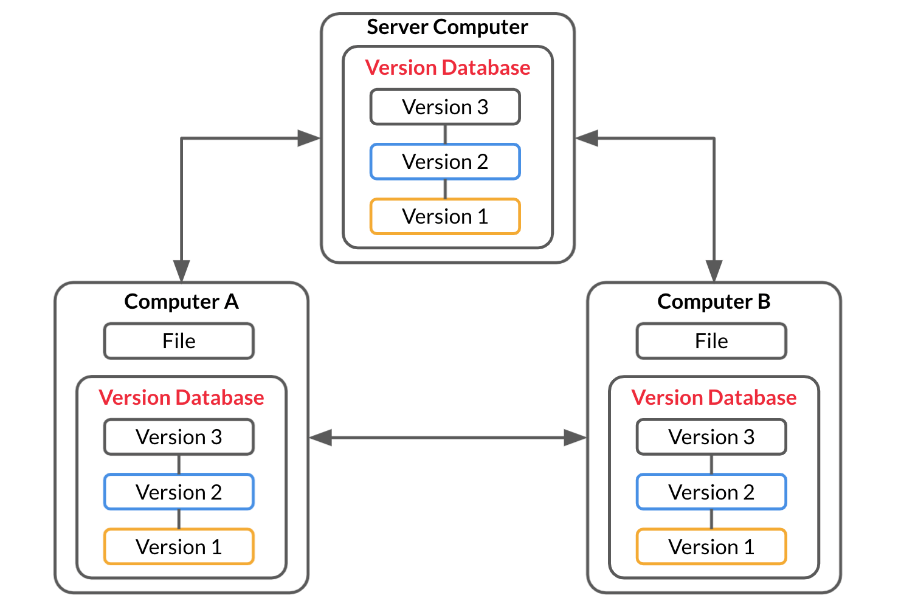 Server Computer
Version Database
Version 3
Version 2
Version 1
Computer A
File
Version Database
Version 3
Version 2
Version 1
Computer B
File
Version Database
Version 3
Version 2
Version 1